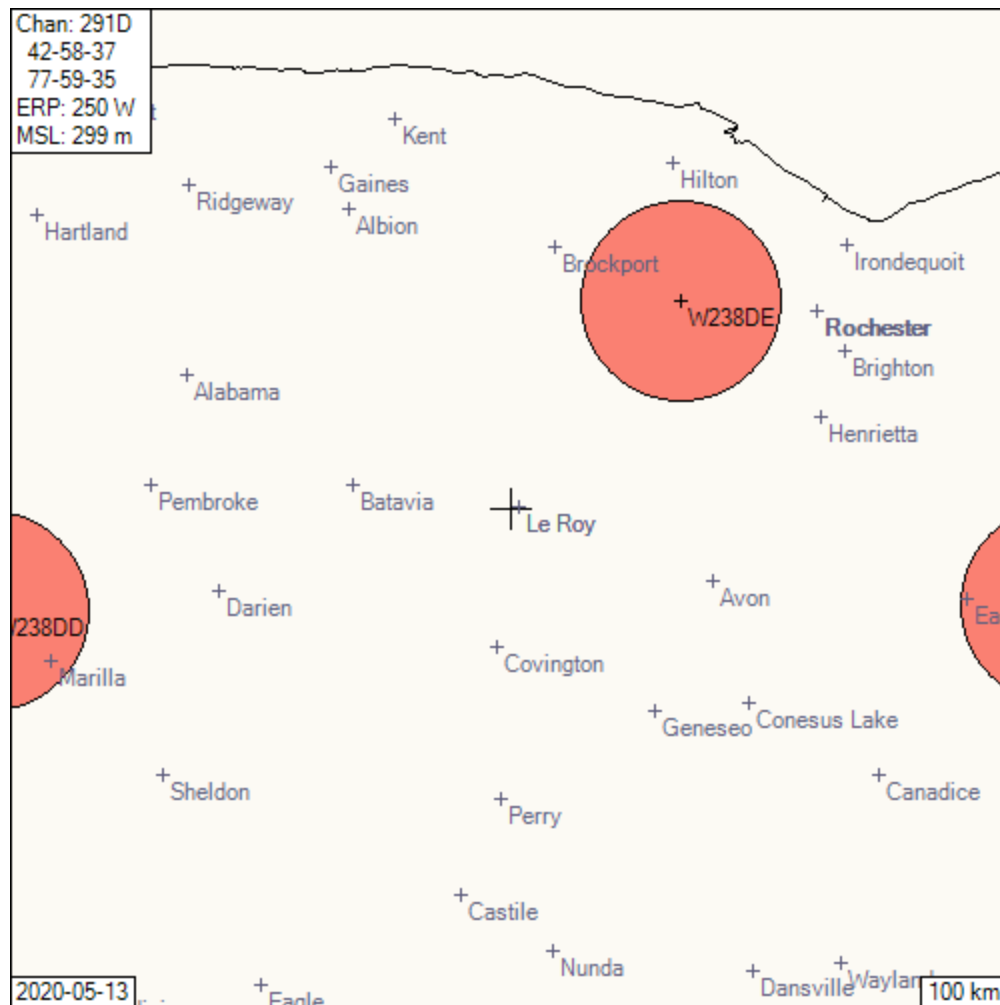 Chan: 291D
42-58-37
77-59-35
ERP: 250 W
MSL: 299 m
Kent
Hilton
Gaines
Ridgeway
Albion
Hartland
Brockport
Irondequoit
W238DE
Rochester
Brighton
Alabama
Henrietta
Pembroke
Batavia
Le Roy
Avon
Darien
W238DD
Covington
Marilla
Geneseo
Conesus Lake
Sheldon
Canadice
Perry
Castile
Nunda
Dansville
2020-05-13
Eagle
100 km